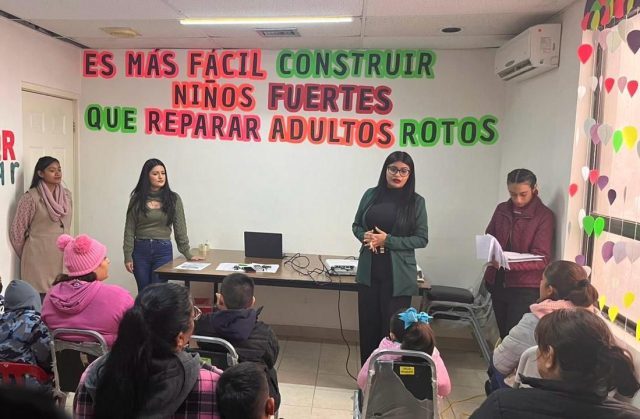 ES MÁS FÁCIL CONSTRUIR
NIÑOS FUERTES
QUE REPARAR ADULTOS ROTOS